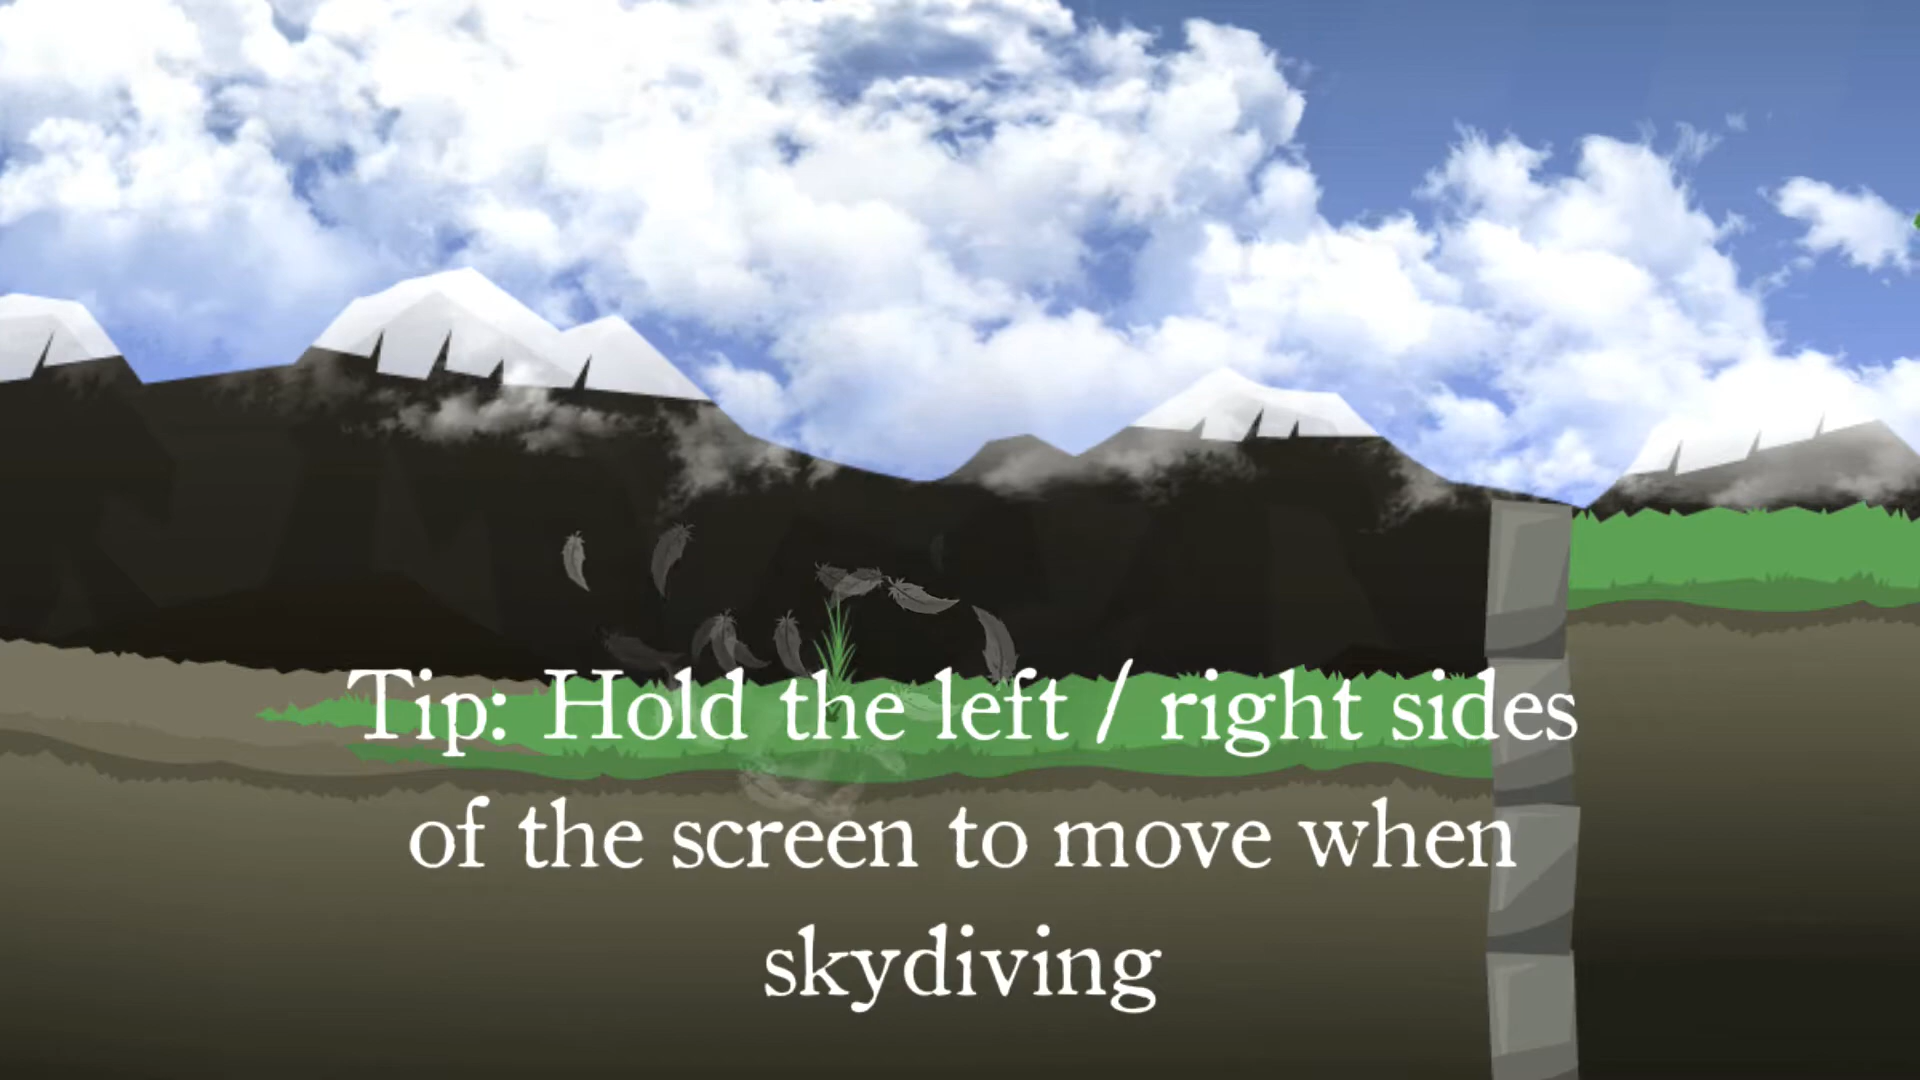 Tip: Hold the left / right sides
of the screen to move when
skydiving